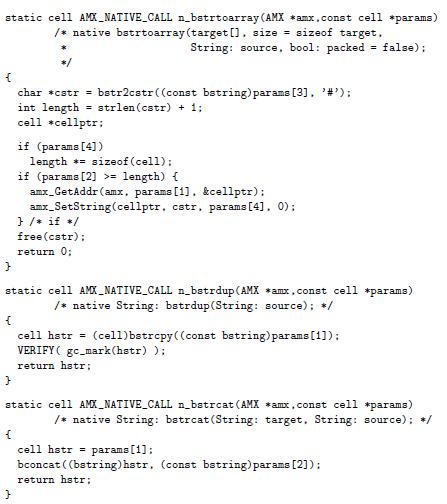 static cell AMX_NATIVE_CALL n_bstrtoarray(AMX *amx,const cell *params)
/* native bstrtoarray(target[], size = sizeof target,
* String: source, bool: packed = false);
*/
{
char *cstr = bstr2cstr((const bstring)params[3], '#');
int length = strlen(cstr) + 1;
cell *cellptr;
if (params[4])
length *= sizeof(cell);
if (params[2] >= length) {
amx_GetAddr(amx, params[1], &cellptr);
amx_SetString(cellptr, cstr, params[4], 0);
} /* if */
free(cstr);
return 0;
}
static cell AMX_NATIVE_CALL n_bstrdup(AMX *amx,const cell *params)
/* native String: bstrdup(String: source); */
{
cell hstr = (cell)bstrcpy((const bstring)params[1]);
VERIFY( gc_mark(hstr) );
return hstr;
}
static cell AMX_NATIVE_CALL n_bstrcat(AMX *amx,const cell *params)
/* native String: bstrcat(String: target, String: source); */
{
cell hstr = params[1];
bconcat((bstring)hstr, (const bstring)params[2]);
return hstr;
}